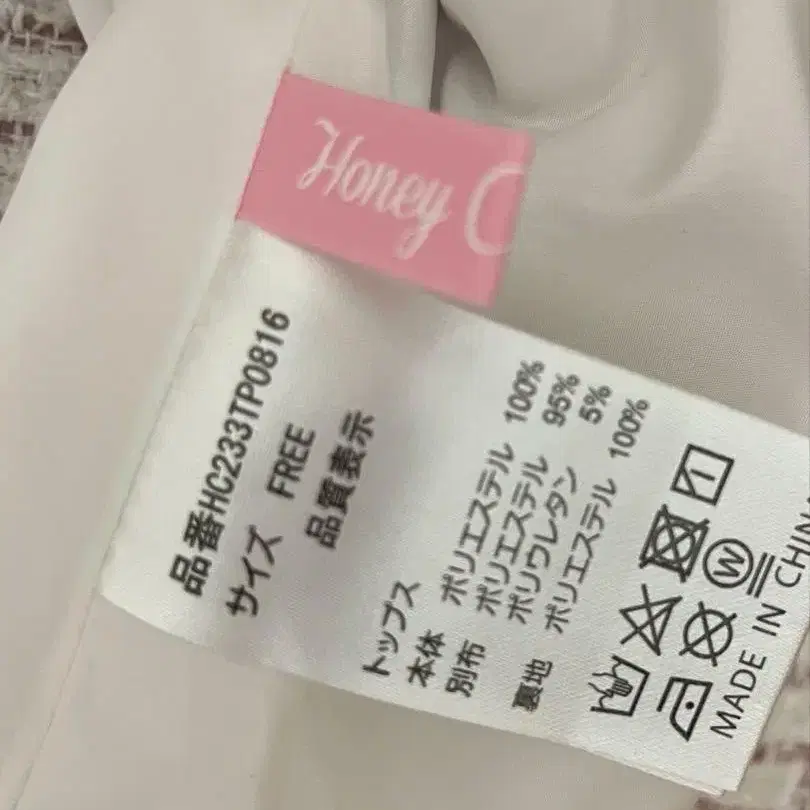 Honey C
品番HC233TP0816
サイズ FREE
品質表示
トップス
本体 ポリエステル 100%
別布 ポリエステル 95%
ポリウレタン 5%
裏地 ポリエステル 100%
W
MADE IN CHINA